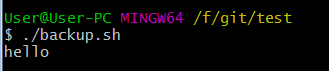 User@User-PC MINGW64 /f/git/test
$ ./backup.sh
hello